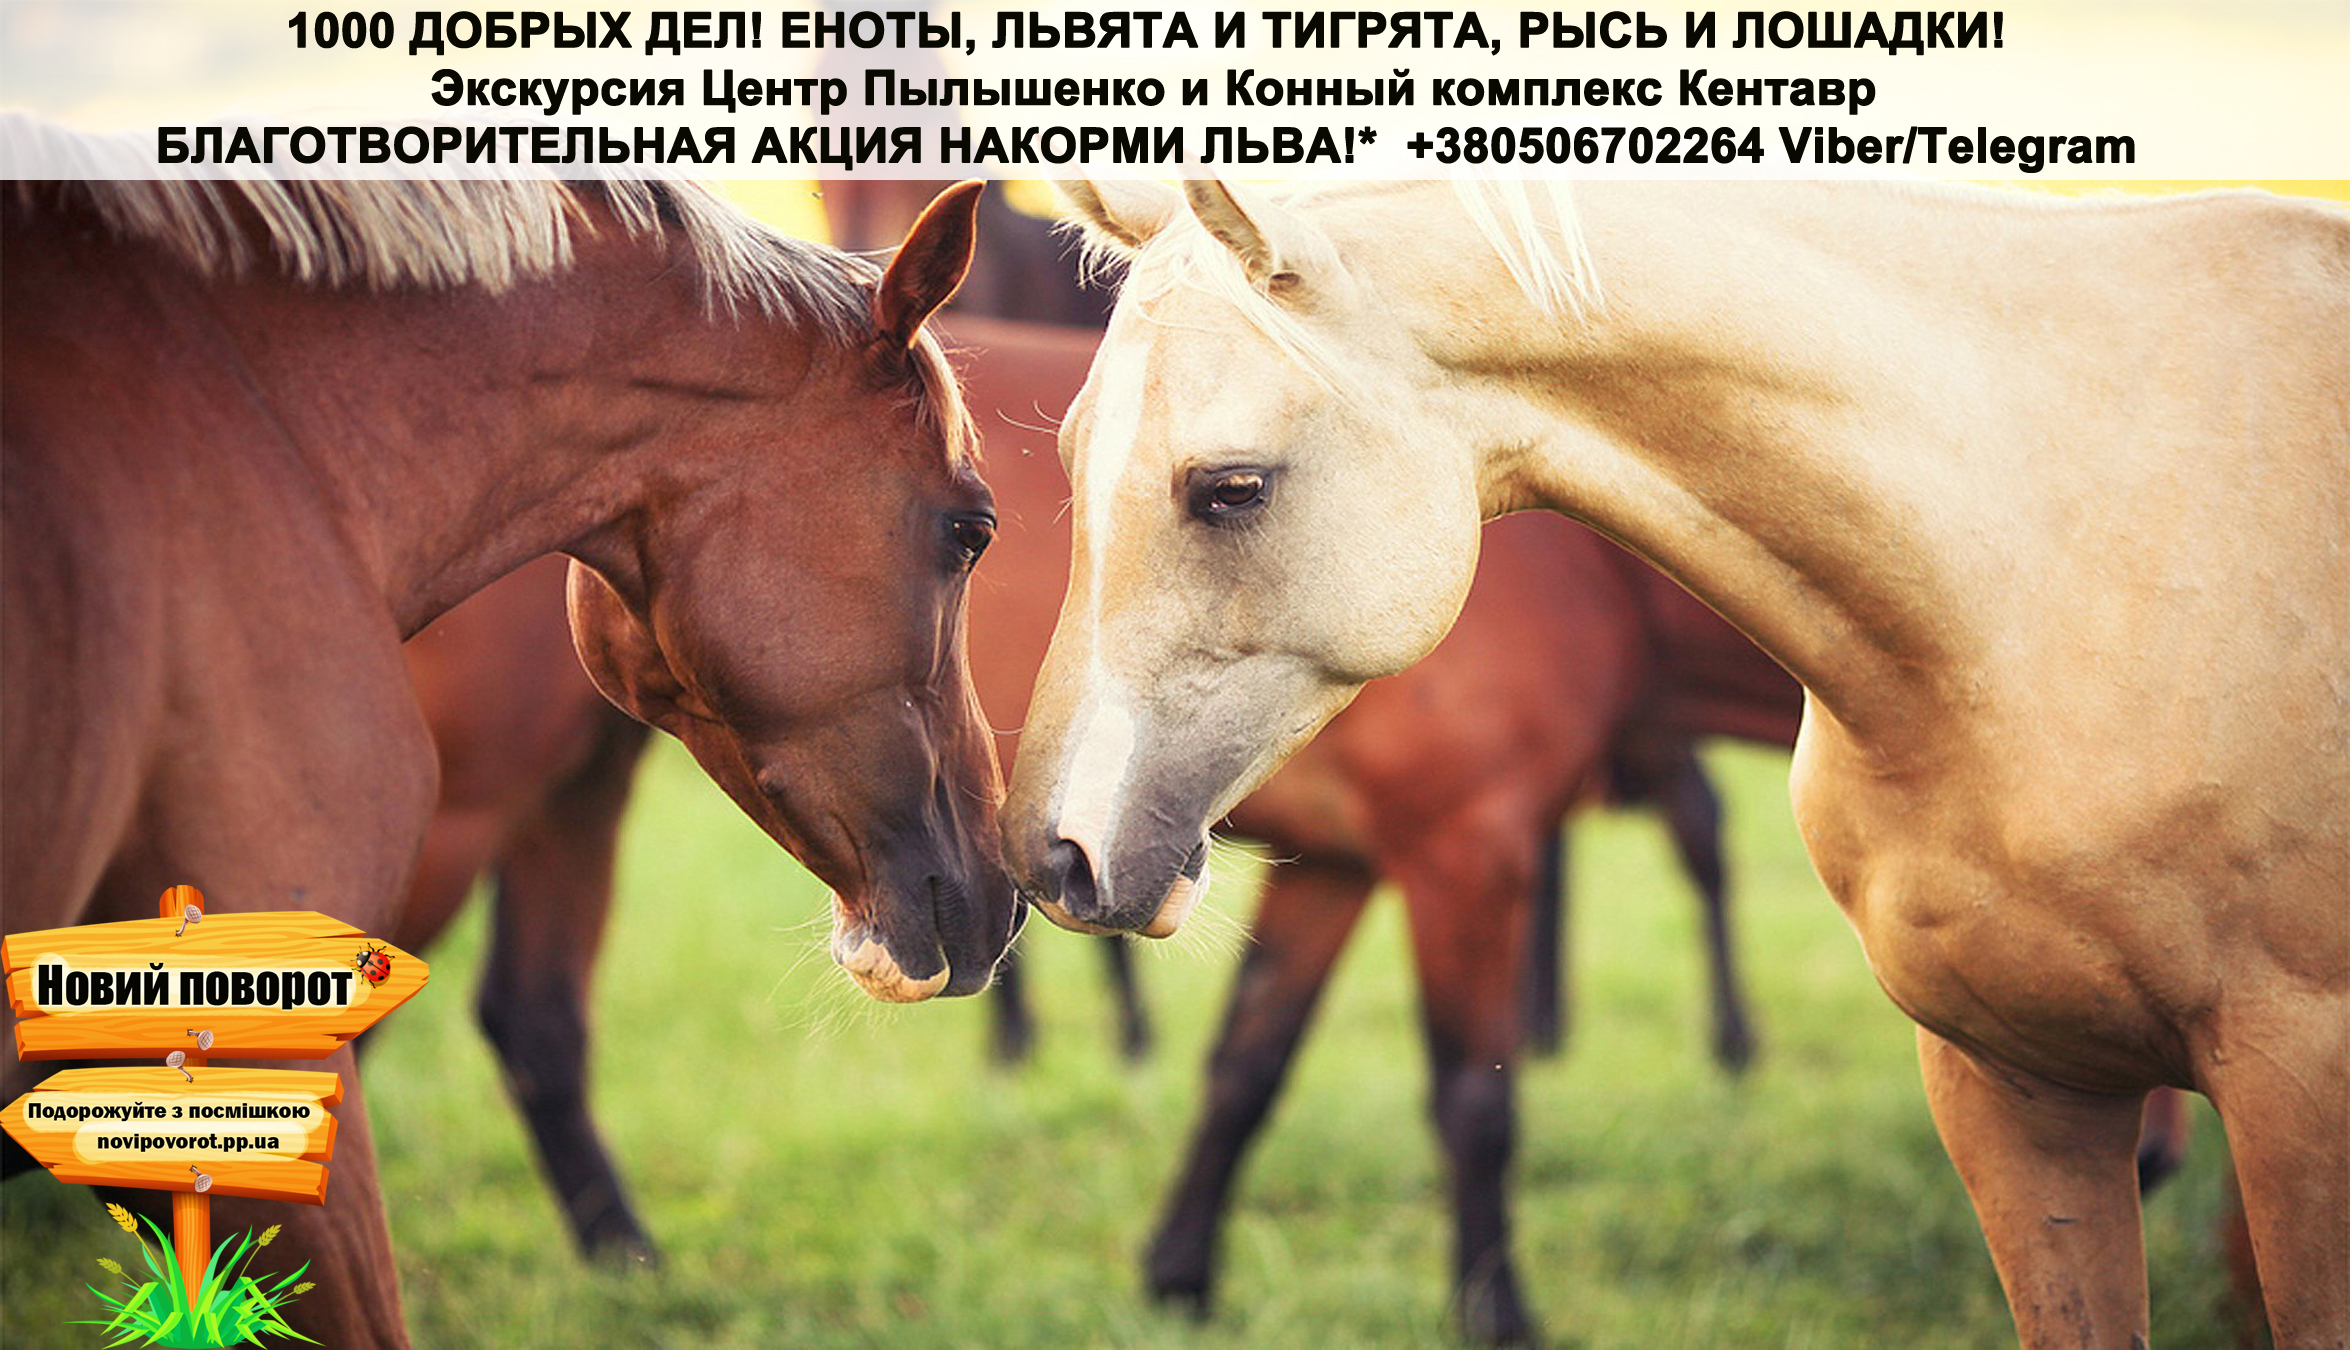 1000 ДОБРЫХ ДЕЛ! ЕНОТЫ, ЛЬВЯТА И ТИГРЯТА, РЫСЬ И ЛОШАДКИ!
Экскурсия Центр Пылышенко и Конный комплекс Кентавр
БЛАГОТВОРИТЕЛЬНАЯ АКЦИЯ НАКОРМИ ЛЬВА!* +380506702264 Viber/Telegram
Новий поворот
Подорожуйте з посмішкою
novipovorot.pp.ua